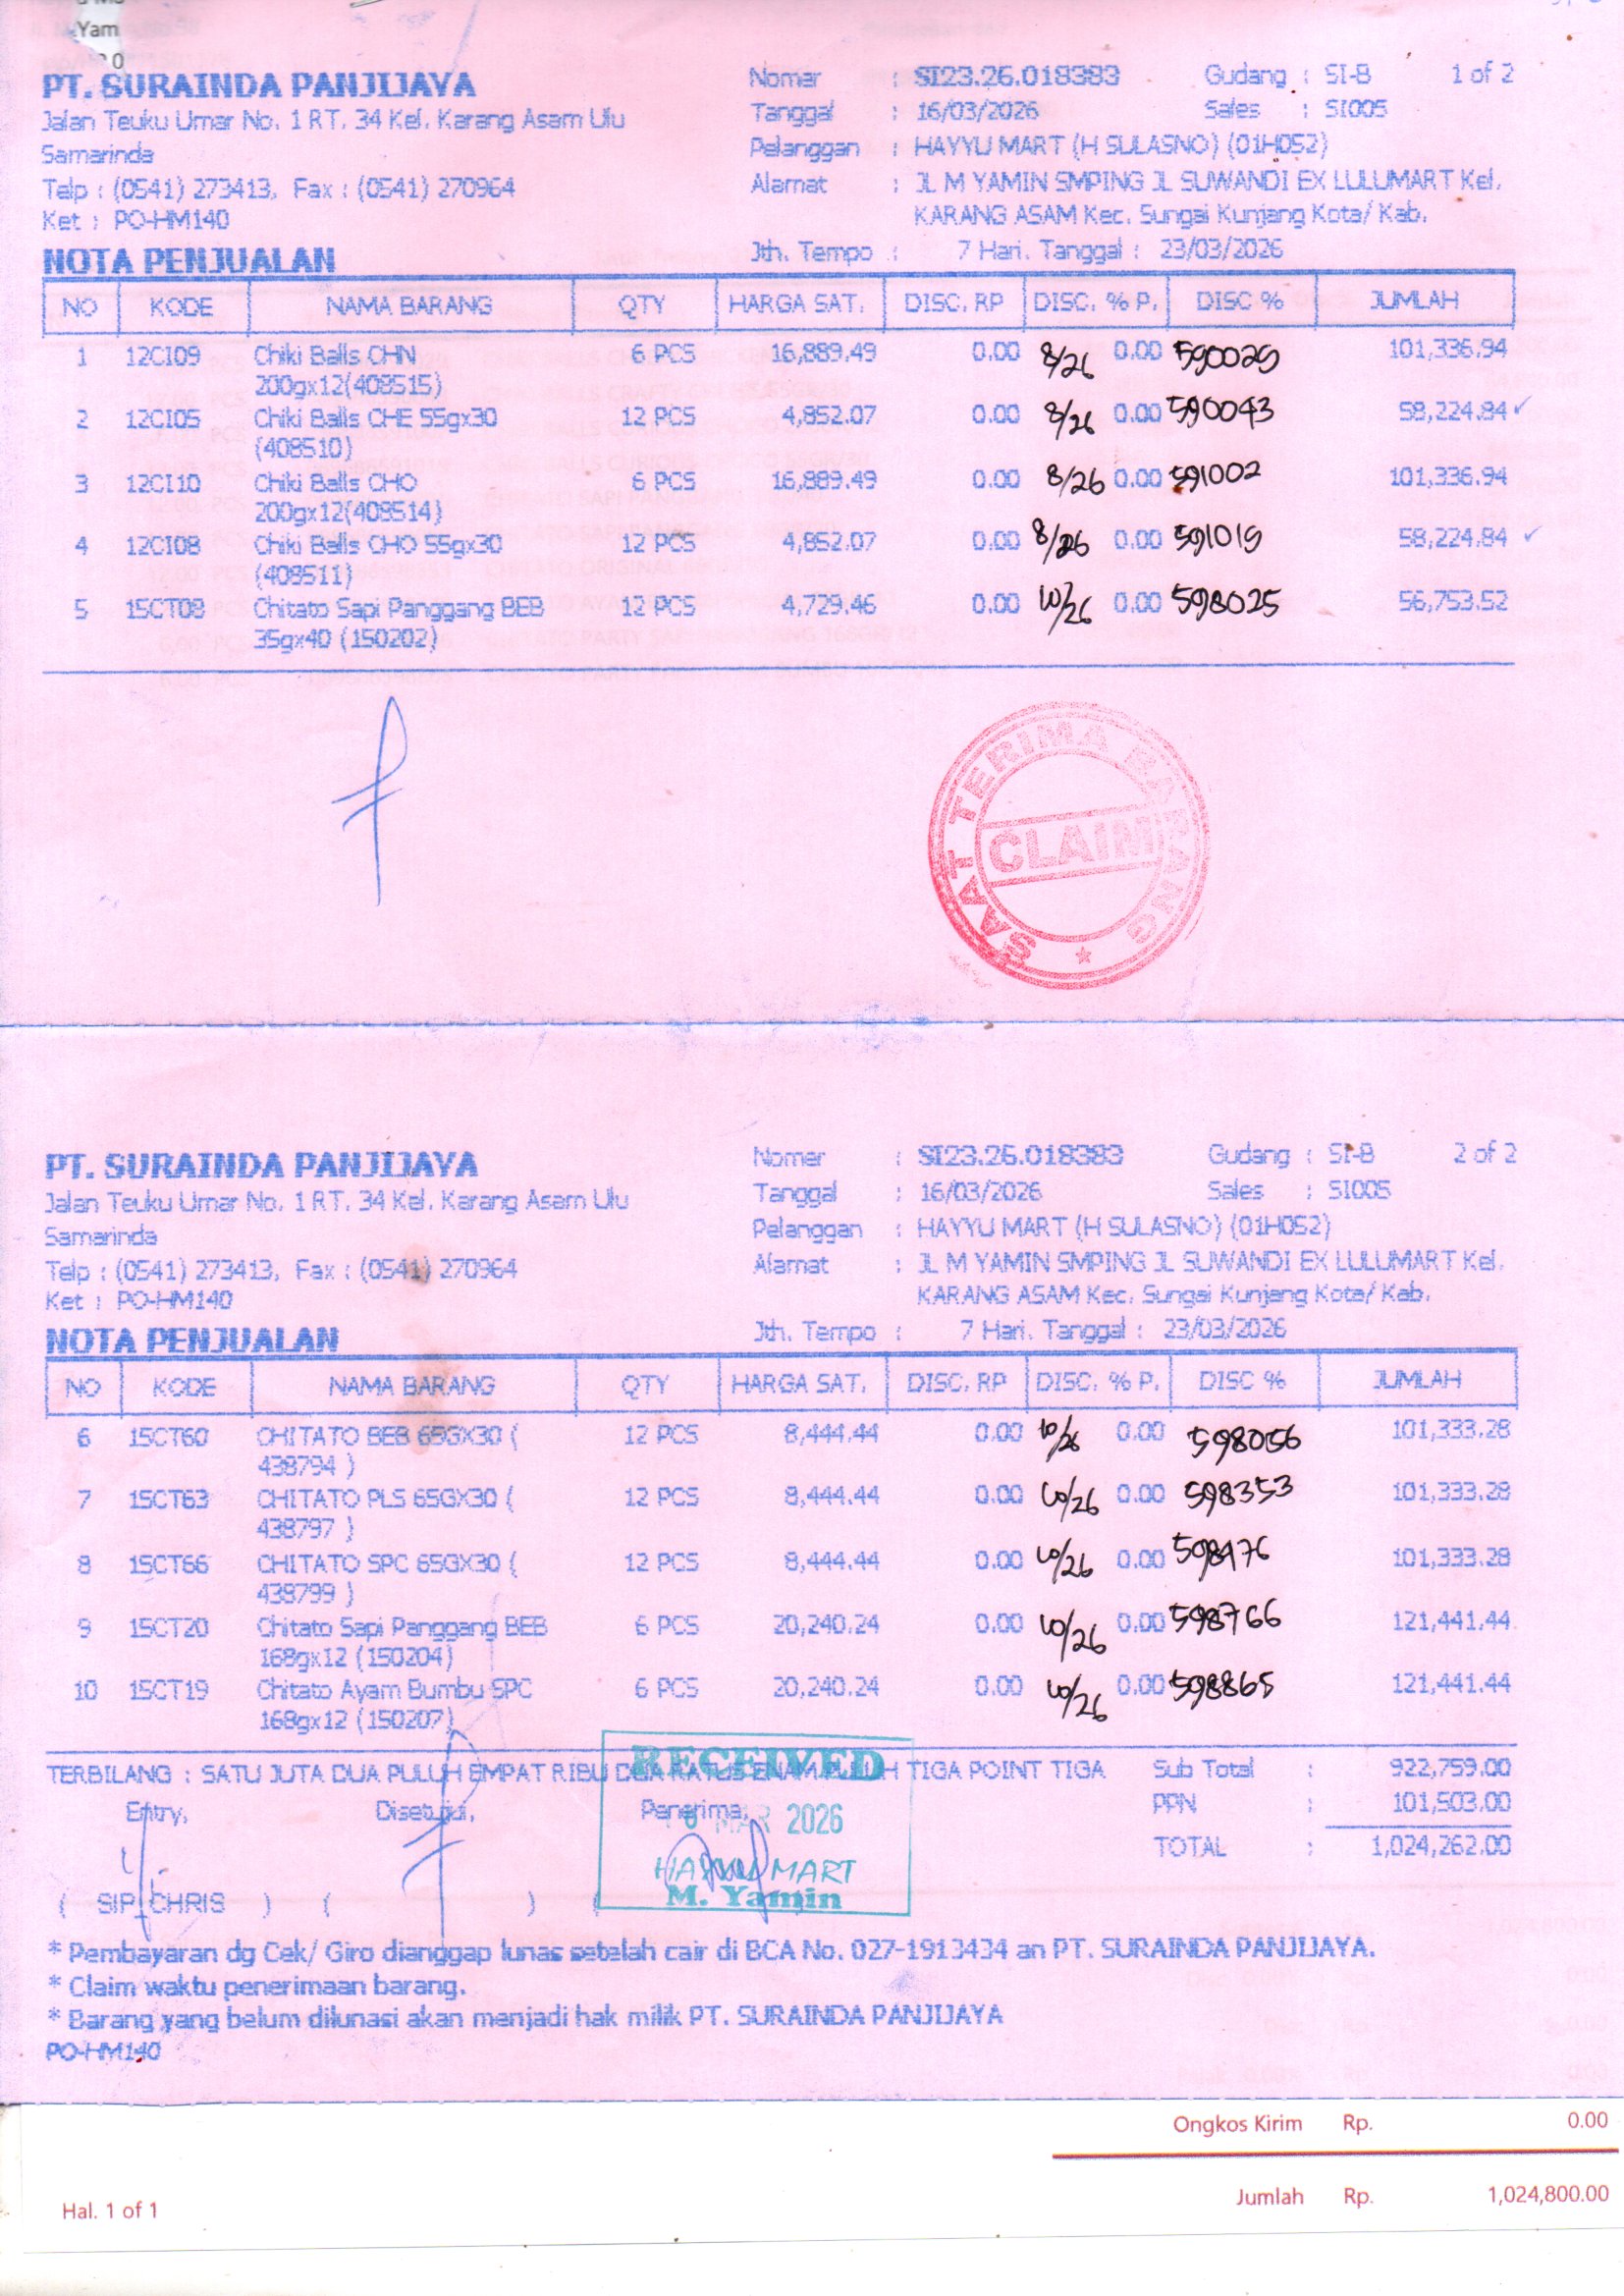 Yam
PT. SURAINDA PANJIJAYA
Jalan Teuku Umar No. 1 RT. 34 Kel. Karang Asam Ulu
Samarinda
Telp : (0541) 273413, Fax : (0541) 270964
Ket : PO-HM140
NOTA PENJUALAN
Nomer : SI23.26.018383 Gudang : SI-B 1 of 2
Tanggal : 16/03/2026 Sales : SI005
Pelanggan : HAYYU MART (H SULASNO) (01H052)
Alamat : JL M YAMIN SMPING JL SUWANDI EX LULUMART Kel.
KARANG ASAM Kec. Sungai Kunjang Kota/ Kab.
Jth. Tempo : 7 Hari. Tanggal : 23/03/2026
NO KODE NAMA BARANG QTY HARGA SAT. DISC. RP DISC. % P. DISC % JUMLAH
1 12CI09 Chiki Balls CHN 6 PCS 16,889.49 0.00 8/26 0.00 590029 101,336.94
200gx12(408515)
2 12CI05 Chiki Balls CHE 55gx30 12 PCS 4,852.07 0.00 8/26 0.00 590043 58,224.84 ✓
(408510)
3 12CI10 Chiki Balls CHO 6 PCS 16,889.49 0.00 8/26 0.00 591002 101,336.94
200gx12(408514)
4 12CI08 Chiki Balls CHO 55gx30 12 PCS 4,852.07 0.00 8/26 0.00 591019 58,224.84 ✓
(408511)
5 15CT08 Chitato Sapi Panggang BEB 12 PCS 4,729.46 0.00 10/26 0.00 598025 56,753.52
35gx40 (150202)
SAAT TERIMA BARANG
CLAIM
PT. SURAINDA PANJIJAYA
Jalan Teuku Umar No. 1 RT. 34 Kel. Karang Asam Ulu
Samarinda
Telp : (0541) 273413, Fax : (0541) 270964
Ket : PO-HM140
NOTA PENJUALAN
Nomer : SI23.26.018383 Gudang : SI-B 2 of 2
Tanggal : 16/03/2026 Sales : SI005
Pelanggan : HAYYU MART (H SULASNO) (01H052)
Alamat : JL M YAMIN SMPING JL SUWANDI EX LULUMART Kel.
KARANG ASAM Kec. Sungai Kunjang Kota/ Kab.
Jth. Tempo : 7 Hari. Tanggal : 23/03/2026
NO KODE NAMA BARANG QTY HARGA SAT. DISC. RP DISC. % P. DISC % JUMLAH
6 15CT60 CHITATO BEB 65GX30 ( 12 PCS 8,444.44 0.00 10/26 0.00 598056 101,333.28
438794 )
7 15CT63 CHITATO PLS 65GX30 ( 12 PCS 8,444.44 0.00 10/26 0.00 598353 101,333.28
438797 )
8 15CT66 CHITATO SPC 65GX30 ( 12 PCS 8,444.44 0.00 10/26 0.00 598476 101,333.28
438799 )
9 15CT20 Chitato Sapi Panggang BEB 6 PCS 20,240.24 0.00 10/26 0.00 598766 121,441.44
168gx12 (150204)
10 15CT19 Chitato Ayam Bumbu SPC 6 PCS 20,240.24 0.00 10/26 0.00 598865 121,441.44
168gx12 (150207)
TERBILANG : SATU JUTA DUA PULUH EMPAT RIBU DUA RATUS ENAM PULUH TIGA POINT TIGA
Sub Total : 922,759.00
PPN : 101,503.00
TOTAL : 1,024,262.00
Entry, Disetujui, Penerima,
RECEIVED
MAR 2026
HAYYU MART
M. Yamin
( SIP_CHRIS ) ( ) (
* Pembayaran dg Cek/ Giro dianggap lunas setelah cair di BCA No. 027-1913434 an PT. SURAINDA PANJIJAYA.
* Claim waktu penerimaan barang.
* Barang yang belum dilunasi akan menjadi hak milik PT. SURAINDA PANJIJAYA
PO-HM140
Ongkos Kirim Rp. 0.00
Jumlah Rp. 1,024,800.00
Hal. 1 of 1